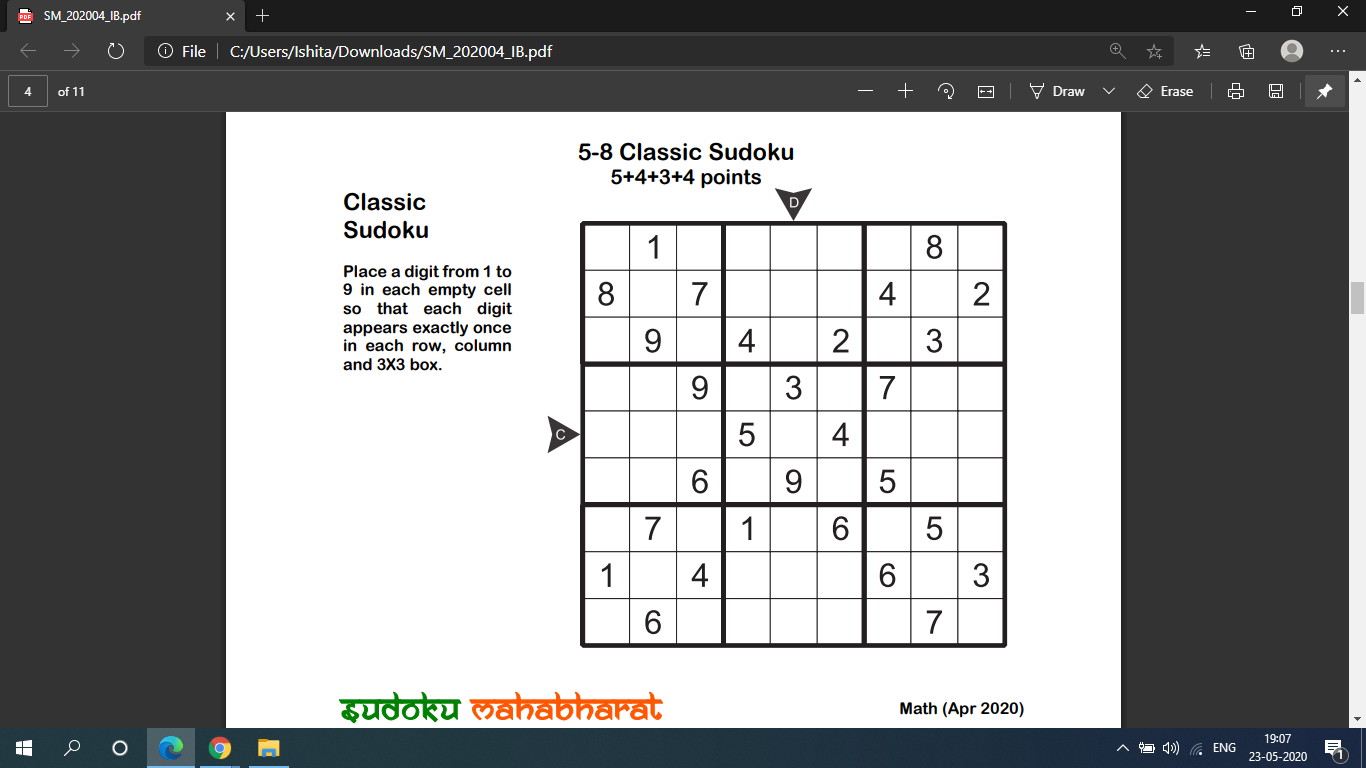 SM_202004_IB.pdf
File C:/Users/Ishita/Downloads/SM_202004_IB.pdf
4 of 11 Draw Erase
5-8 Classic Sudoku
5+4+3+4 points
D
Classic
Sudoku
Place a digit from 1 to
9 in each empty cell
so that each digit
appears exactly once
in each row, column
and 3X3 box.
1 8
8 7 4 2
9 4 2 3
9 3 7
C 5 4
6 9 5
7 1 6 5
1 4 6 3
6 7
sudoku mahabharat
Math (Apr 2020)
ENG 19:07
23-05-2020
1